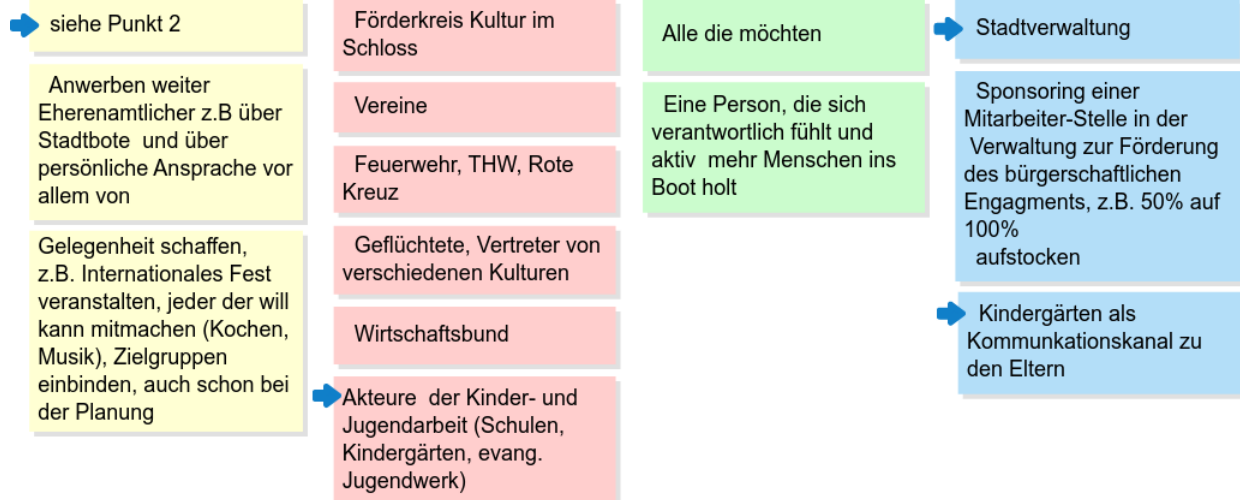 siehe Punkt 2
Anwerben weiter
Eherenamtlicher z.B über
Stadtbote  und über
persönliche Ansprache vor
allem von
Gelegenheit schaffen,
z.B. Internationales Fest
veranstalten, jeder der will
kann mitmachen (Kochen,
Musik), Zielgruppen
einbinden, auch schon bei
der Planung
Förderkreis Kultur im
Schloss
Vereine
Feuerwehr, THW, Rote
Kreuz
Geflüchtete, Vertreter von
verschiedenen Kulturen
Wirtschaftsbund
Akteure  der Kinder- und
Jugendarbeit (Schulen,
Kindergärten, evang.
Jugendwerk)
Alle die möchten
Eine Person, die sich
verantwortlich fühlt und
aktiv  mehr Menschen ins
Boot holt
Stadtverwaltung
Sponsoring einer
Mitarbeiter-Stelle in der
Verwaltung zur Förderung
des bürgerschaftlichen
Engagments, z.B. 50% auf
100%
aufstocken
Kindergärten als
Kommunkationskanal zu
den Eltern